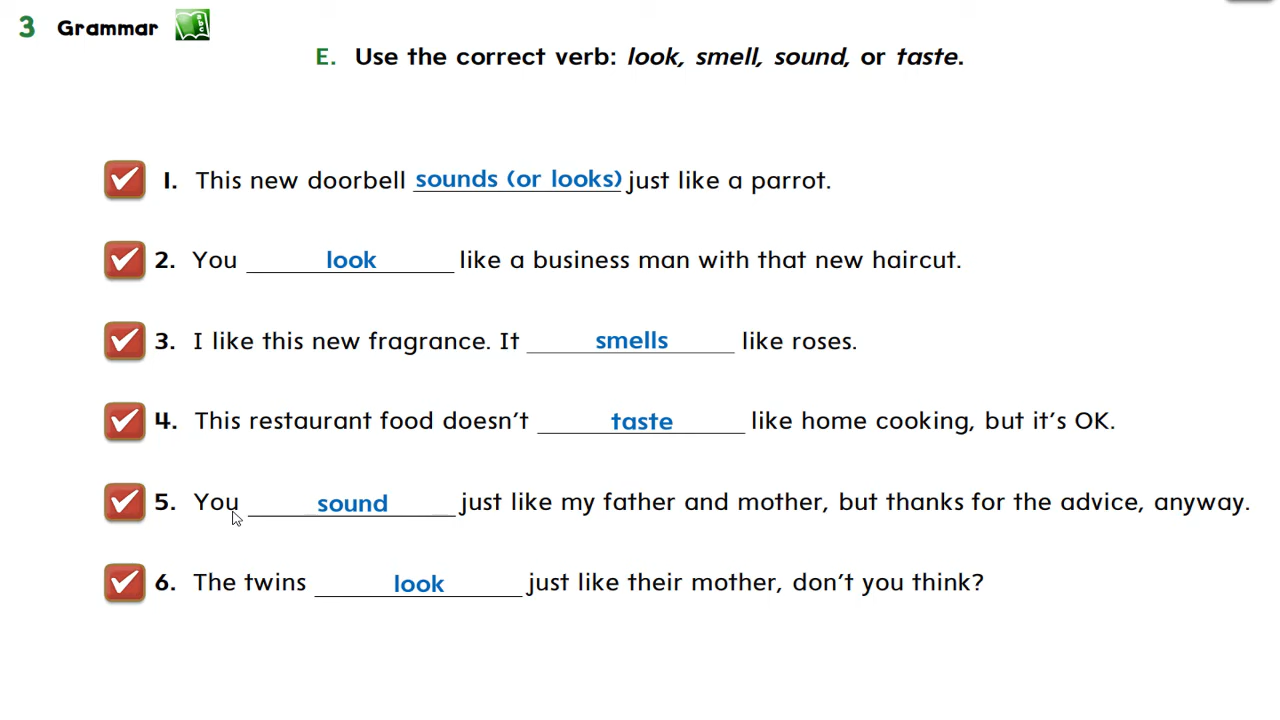 3 Grammar
abc
E. Use the correct verb: look, smell, sound, or taste.
1. This new doorbell sounds (or looks) just like a parrot.
2. You look like a business man with that new haircut.
3. I like this new fragrance. It smells like roses.
4. This restaurant food doesn't taste like home cooking, but it's OK.
5. You sound just like my father and mother, but thanks for the advice, anyway.
6. The twins look just like their mother, don't you think?